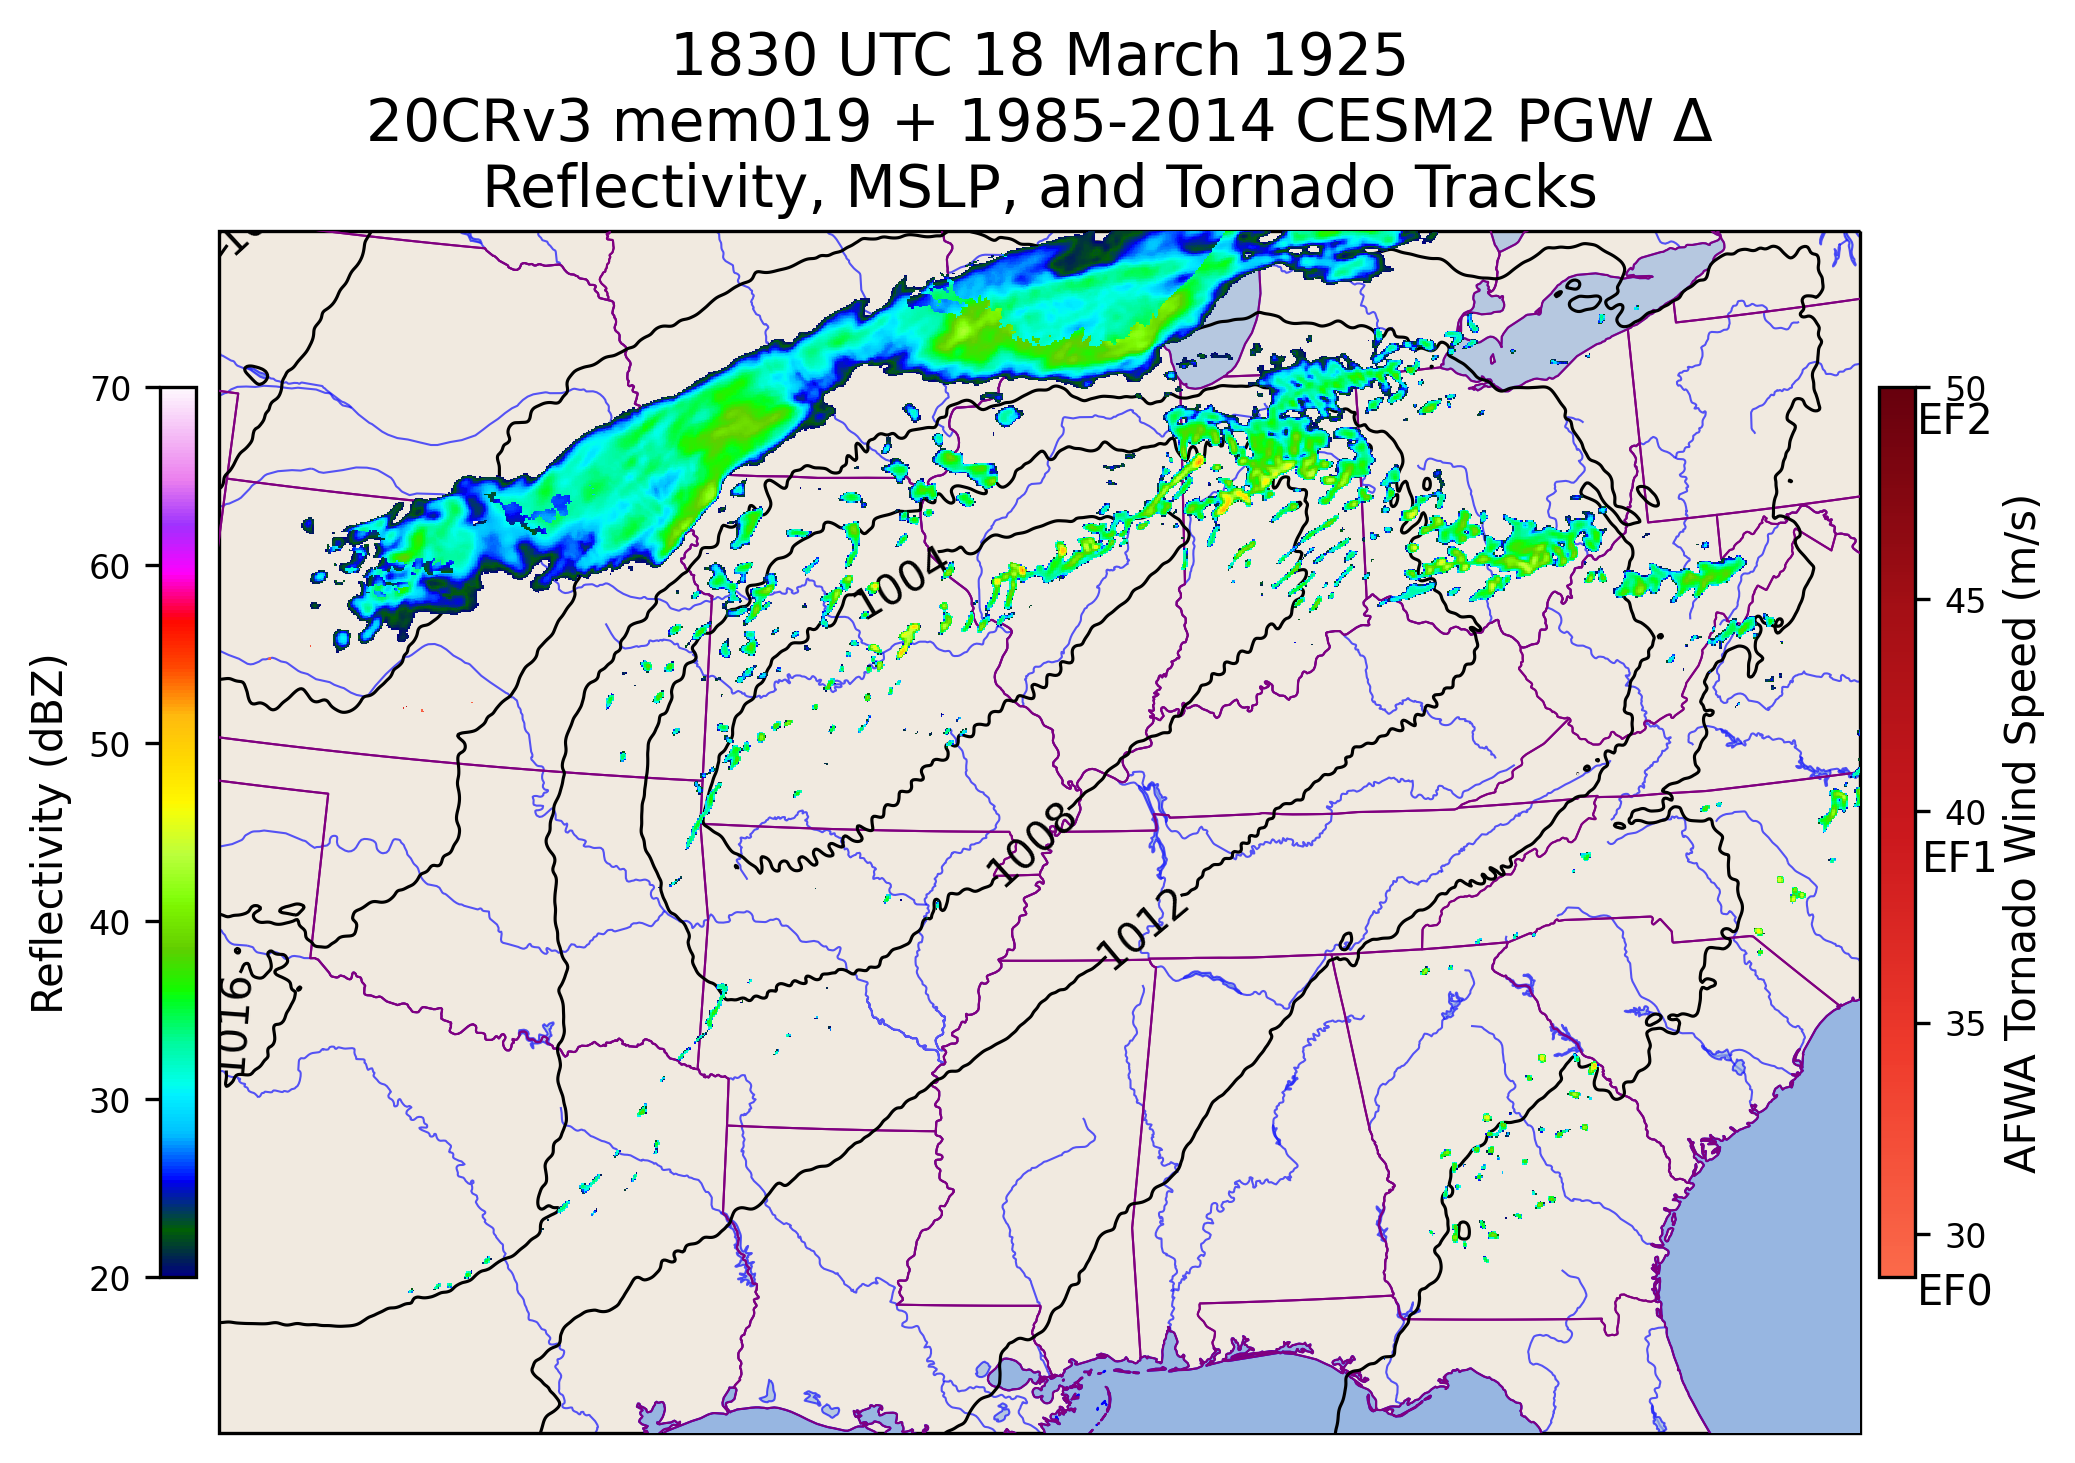 1830 UTC 18 March 1925
20CRv3 mem019 + 1985-2014 CESM2 PGW Δ
Reflectivity, MSLP, and Tornado Tracks
70
60
50
40
30
20
Reflectivity (dBZ)
1004
1008
1012
1016
50
EF2
45
40
EF1
35
30
EF0
AFWA Tornado Wind Speed (m/s)